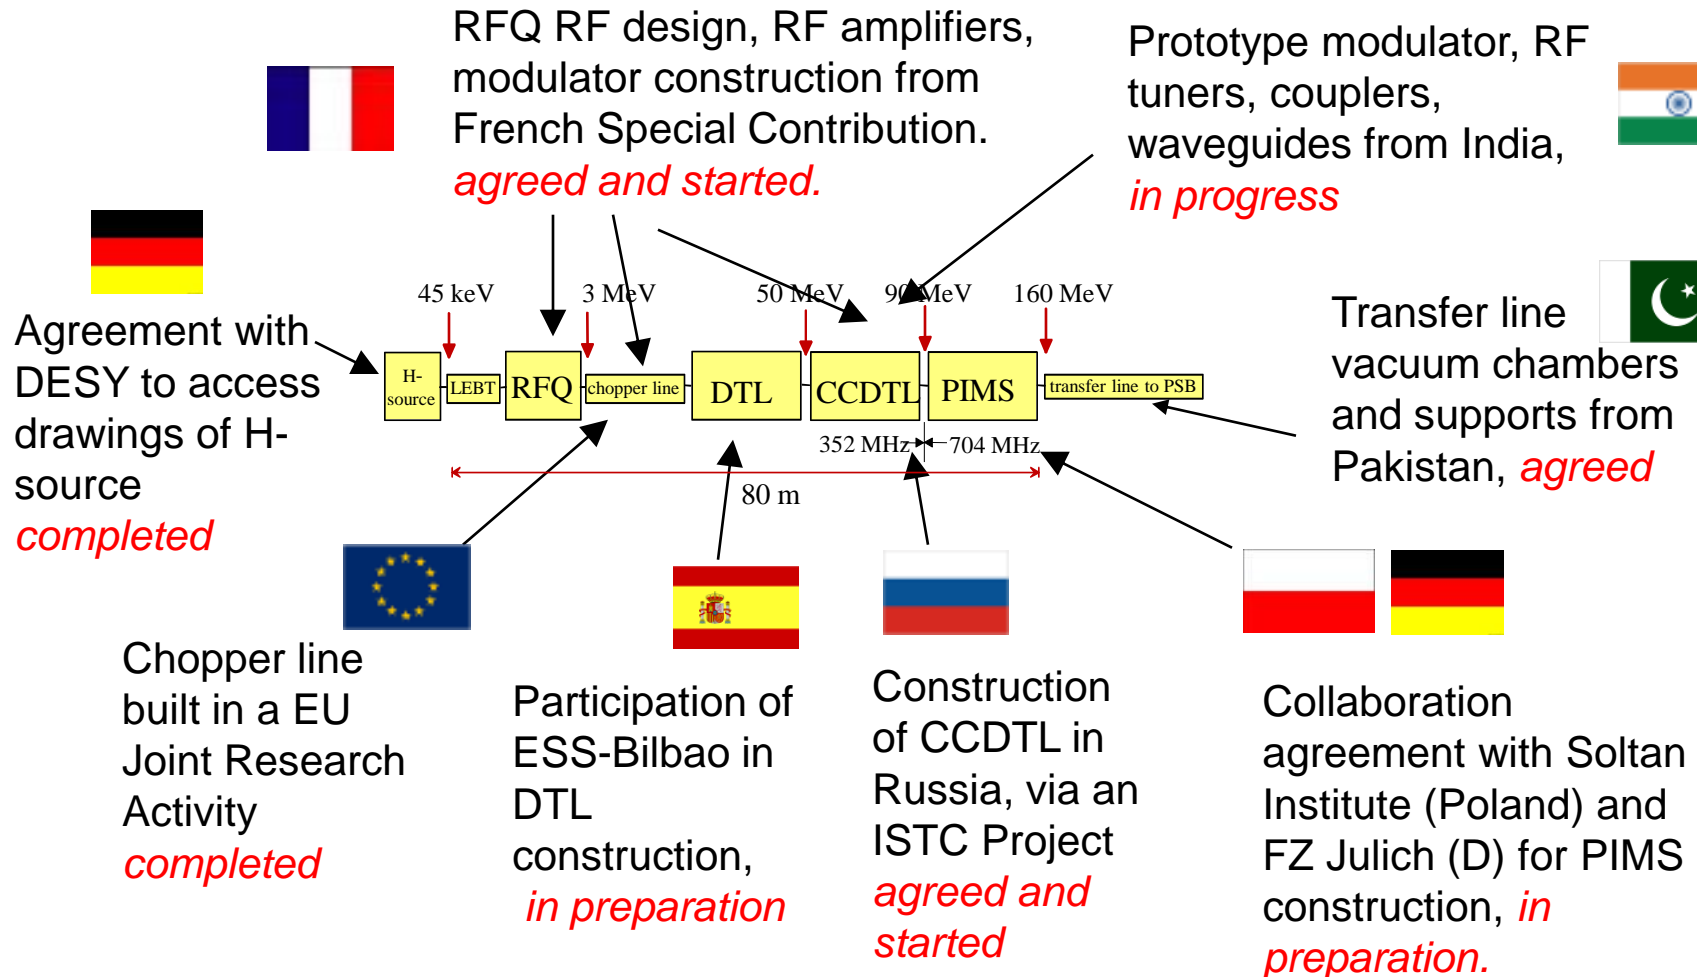 RFQ RF design, RF amplifiers,
modulator construction from
French Special Contribution.
agreed and started.
Prototype modulator, RF
tuners, couplers,
waveguides from India,
in progress
Agreement with
DESY to access
drawings of H-
source
completed
45 keV
3 MeV
50 MeV
90 MeV
160 MeV
H-
source
LEBT
RFQ
chopper line
DTL
CCDTL
PIMS
transfer line to PSB
352 MHz
704 MHz
80 m
Transfer line
vacuum chambers
and supports from
Pakistan, agreed
Chopper line
built in a EU
Joint Research
Activity
completed
Participation of
ESS-Bilbao in
DTL
construction,
in preparation
Construction
of CCDTL in
Russia, via an
ISTC Project
agreed and
started
Collaboration
agreement with Soltan
Institute (Poland) and
FZ Julich (D) for PIMS
construction, in
preparation.